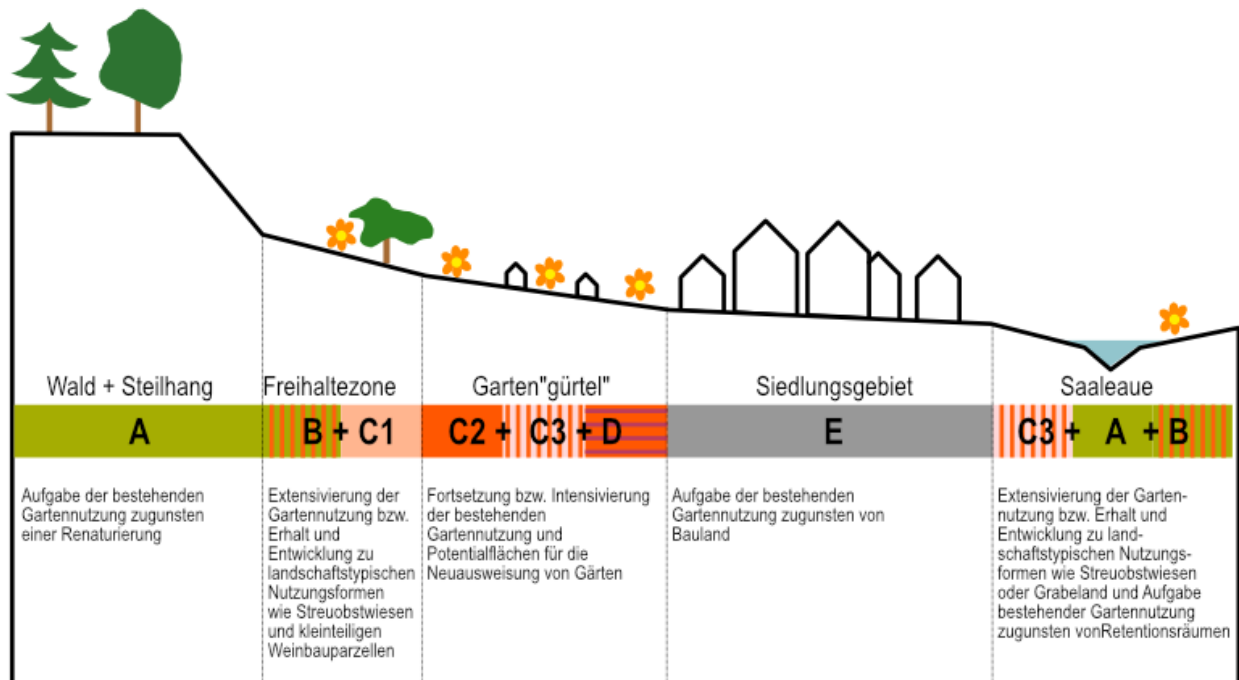 Wald + Steilhang
Freihaltezone
Garten"gürtel"
Siedlungsgebiet
Saaleaue
A
B + C1
C2 + C3 + D
E
C3 + A + B
Aufgabe der bestehenden
Gartennutzung zugunsten
einer Renaturierung
Extensivierung der
Gartennutzung bzw.
Erhalt und
Entwicklung zu
landschaftstypischen
Nutzungsformen
wie Streuobstwiesen
und kleinteiligen
Weinbauparzellen
Fortsetzung bzw. Intensivierung
der bestehenden
Gartennutzung und
Potentialflächen für die
Neuausweisung von Gärten
Aufgabe der bestehenden
Gartennutzung zugunsten von
Bauland
Extensivierung der Garten-
nutzung bzw. Erhalt und
Entwicklung zu land-
schaftstypischen Nutzungs-
formen wie Streuobstwiesen
oder Grabeland und Aufgabe
bestehender Gartennutzung
zugunsten vonRetentionsräumen